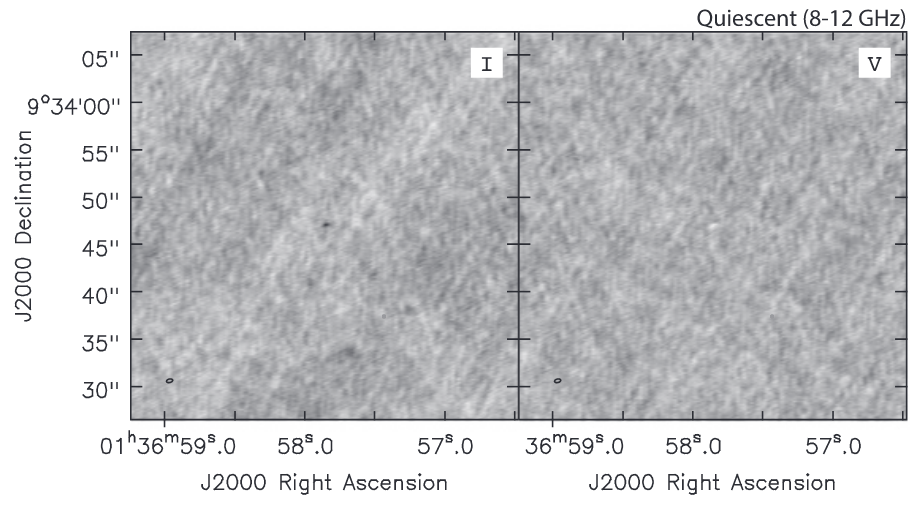 Quiescent (8-12 GHz)
I
V
05"
9°34'00"
55"
50"
45"
40"
35"
30"
J2000 Declination
01ʰ36ᵐ59ˢ.0 58ˢ.0 57ˢ.0 36ᵐ59ˢ.0 58ˢ.0 57ˢ.0
J2000 Right Ascension J2000 Right Ascension